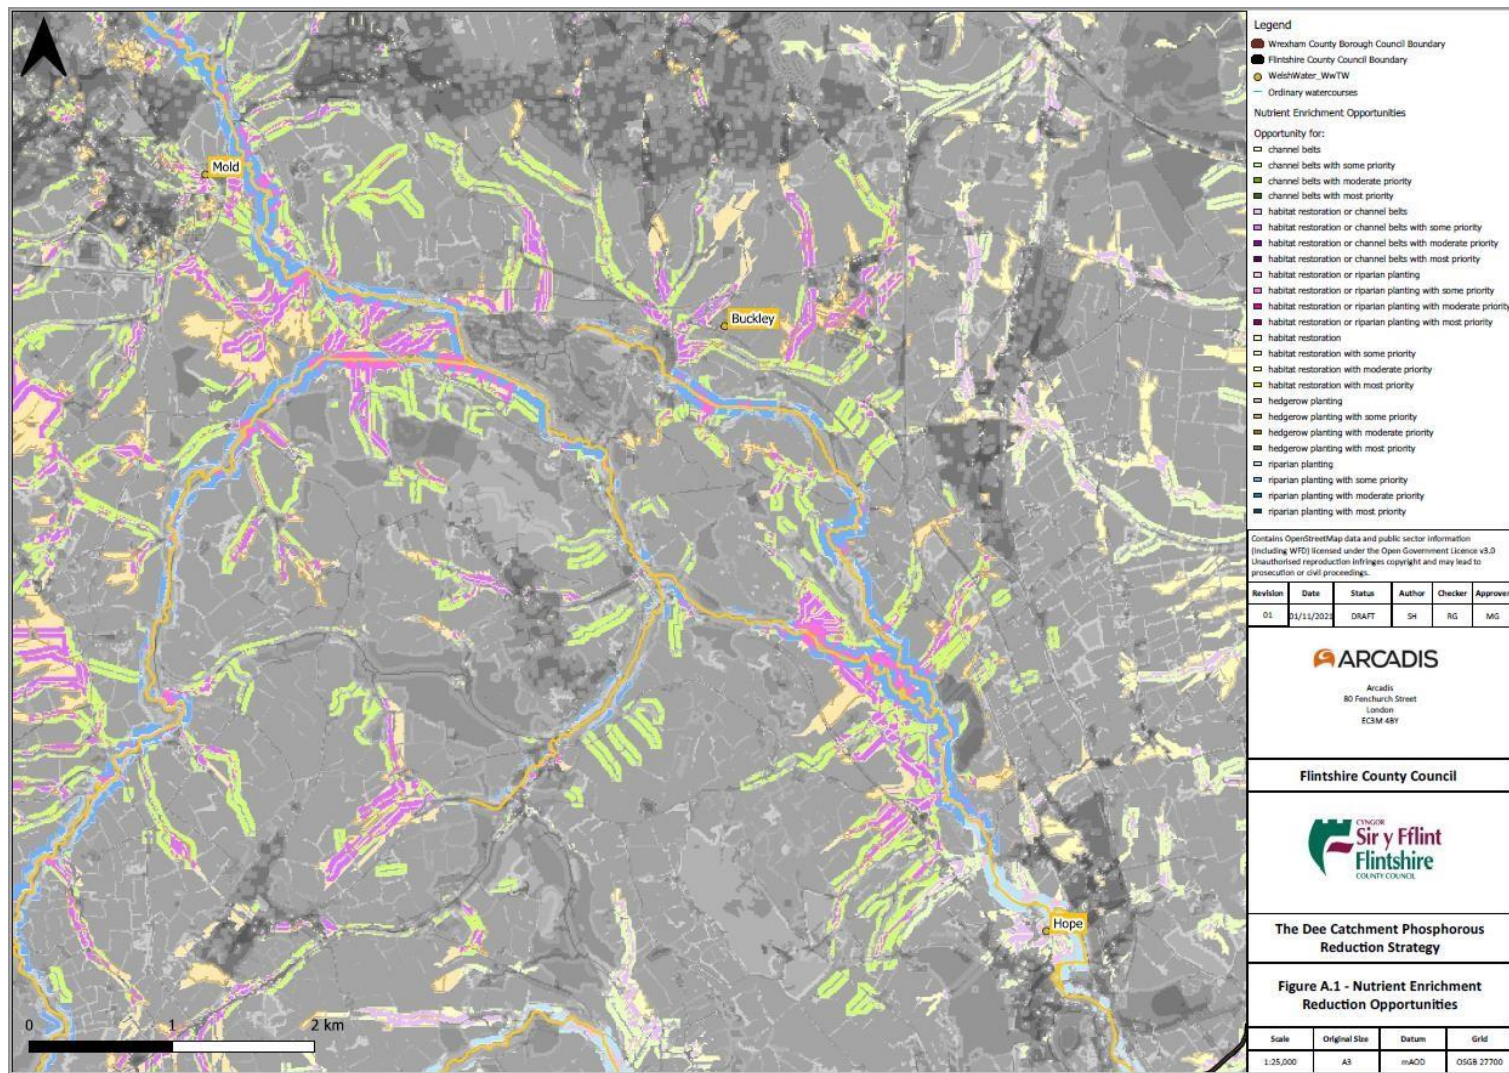 Mold
Buckley
Hope
0 1 2 km
Legend
Wrexham County Borough Council Boundary
Flintshire County Council Boundary
WelshWater_WwTW
Ordinary watercourses
Nutrient Enrichment Opportunities
Opportunity for:
channel belts
channel belts with some priority
channel belts with moderate priority
channel belts with most priority
habitat restoration or channel belts
habitat restoration or channel belts with some priority
habitat restoration or channel belts with moderate priority
habitat restoration or channel belts with most priority
habitat restoration or riparian planting
habitat restoration or riparian planting with some priority
habitat restoration or riparian planting with moderate priority
habitat restoration or riparian planting with most priority
habitat restoration
habitat restoration with some priority
habitat restoration with moderate priority
habitat restoration with most priority
hedgerow planting
hedgerow planting with some priority
hedgerow planting with moderate priority
hedgerow planting with most priority
riparian planting
riparian planting with some priority
riparian planting with moderate priority
riparian planting with most priority
Contains OpenStreetMap data and public sector information
(including WFD) licensed under the Open Government Licence v3.0
Unauthorised reproduction infringes copyright and may lead to
prosecution or civil proceedings.
Revision Date Status Author Checker Approver
01 01/11/2021 DRAFT SH RG MG
ARCADIS
Arcadis
80 Fenchurch Street
London
EC3M 4BY
Flintshire County Council
CYNGOR
Sir y Fflint
Flintshire
COUNTY COUNCIL
The Dee Catchment Phosphorous
Reduction Strategy
Figure A.1 - Nutrient Enrichment
Reduction Opportunities
Scale Original Size Datum Grid
1:25,000 A3 mAOD OSGB 27700